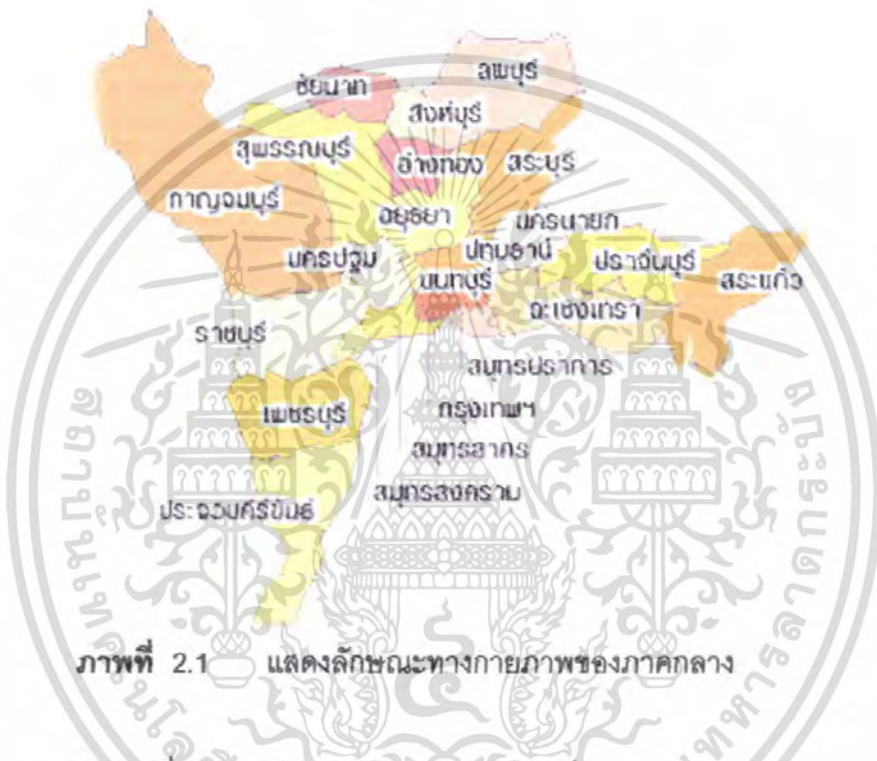 ลพบุรี
ชัยนาท
สิงห์บุรี
สุพรรณบุรี
อ่างทอง
สระบุรี
กาญจนบุรี
อยุธยา
นครนายก
นครปฐม
ปทุมธานี
ปราจีนบุรี
นนทบุรี
สระแก้ว
ฉะเชิงเทรา
ราชบุรี
สมุทรปราการ
เพชรบุรี
กรุงเทพฯ
สมุทรสาคร
สมุทรสงคราม
ประจวบคีรีขันธ์
ภาพที่ 2.1 แสดงลักษณะทางกายภาพของภาคกลาง